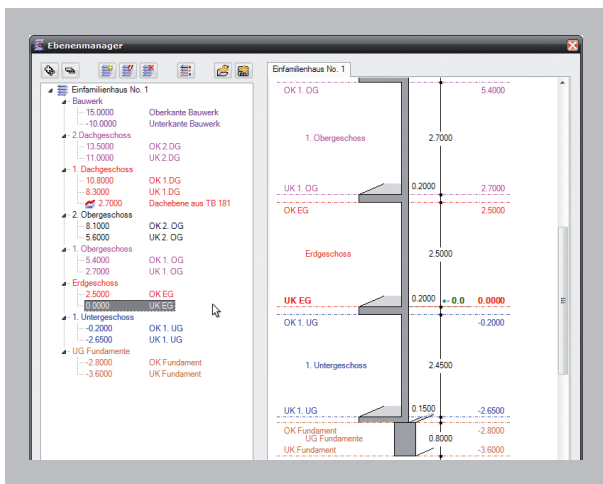 Ebenenmanager
Einfamilienhaus No. 1
Bauwerk
15.0000 Oberkante Bauwerk
-10.0000 Unterkante Bauwerk
2.Dachgeschoss
13.5000 OK 2.DG
11.0000 UK 2.DG
1. Dachgeschoss
10.8000 OK 1.DG
8.3000 UK 1.DG
2.7000 Dachebene aus TB 181
2. Obergeschoss
8.1000 OK 2. OG
5.6000 UK 2. OG
1. Obergeschoss
5.4000 OK 1. OG
2.7000 UK 1. OG
Erdgeschoss
2.5000 OK EG
0.0000 UK EG
1. Untergeschoss
-0.2000 OK 1. UG
-2.6500 UK 1. UG
UG Fundamente
-2.8000 OK Fundament
-3.6000 UK Fundament
Einfamilienhaus No. 1
OK 1. OG 5.4000
1. Obergeschoss 2.7000
UK 1. OG 0.2000 2.7000
OK EG 2.5000
Erdgeschoss 2.5000
UK EG 0.2000 +- 0.0 0.0000
OK 1. UG -0.2000
1. Untergeschoss 2.4500
UK 1. UG 0.1500 -2.6500
OK Fundament -2.8000
UG Fundamente 0.8000
UK Fundament -3.6000